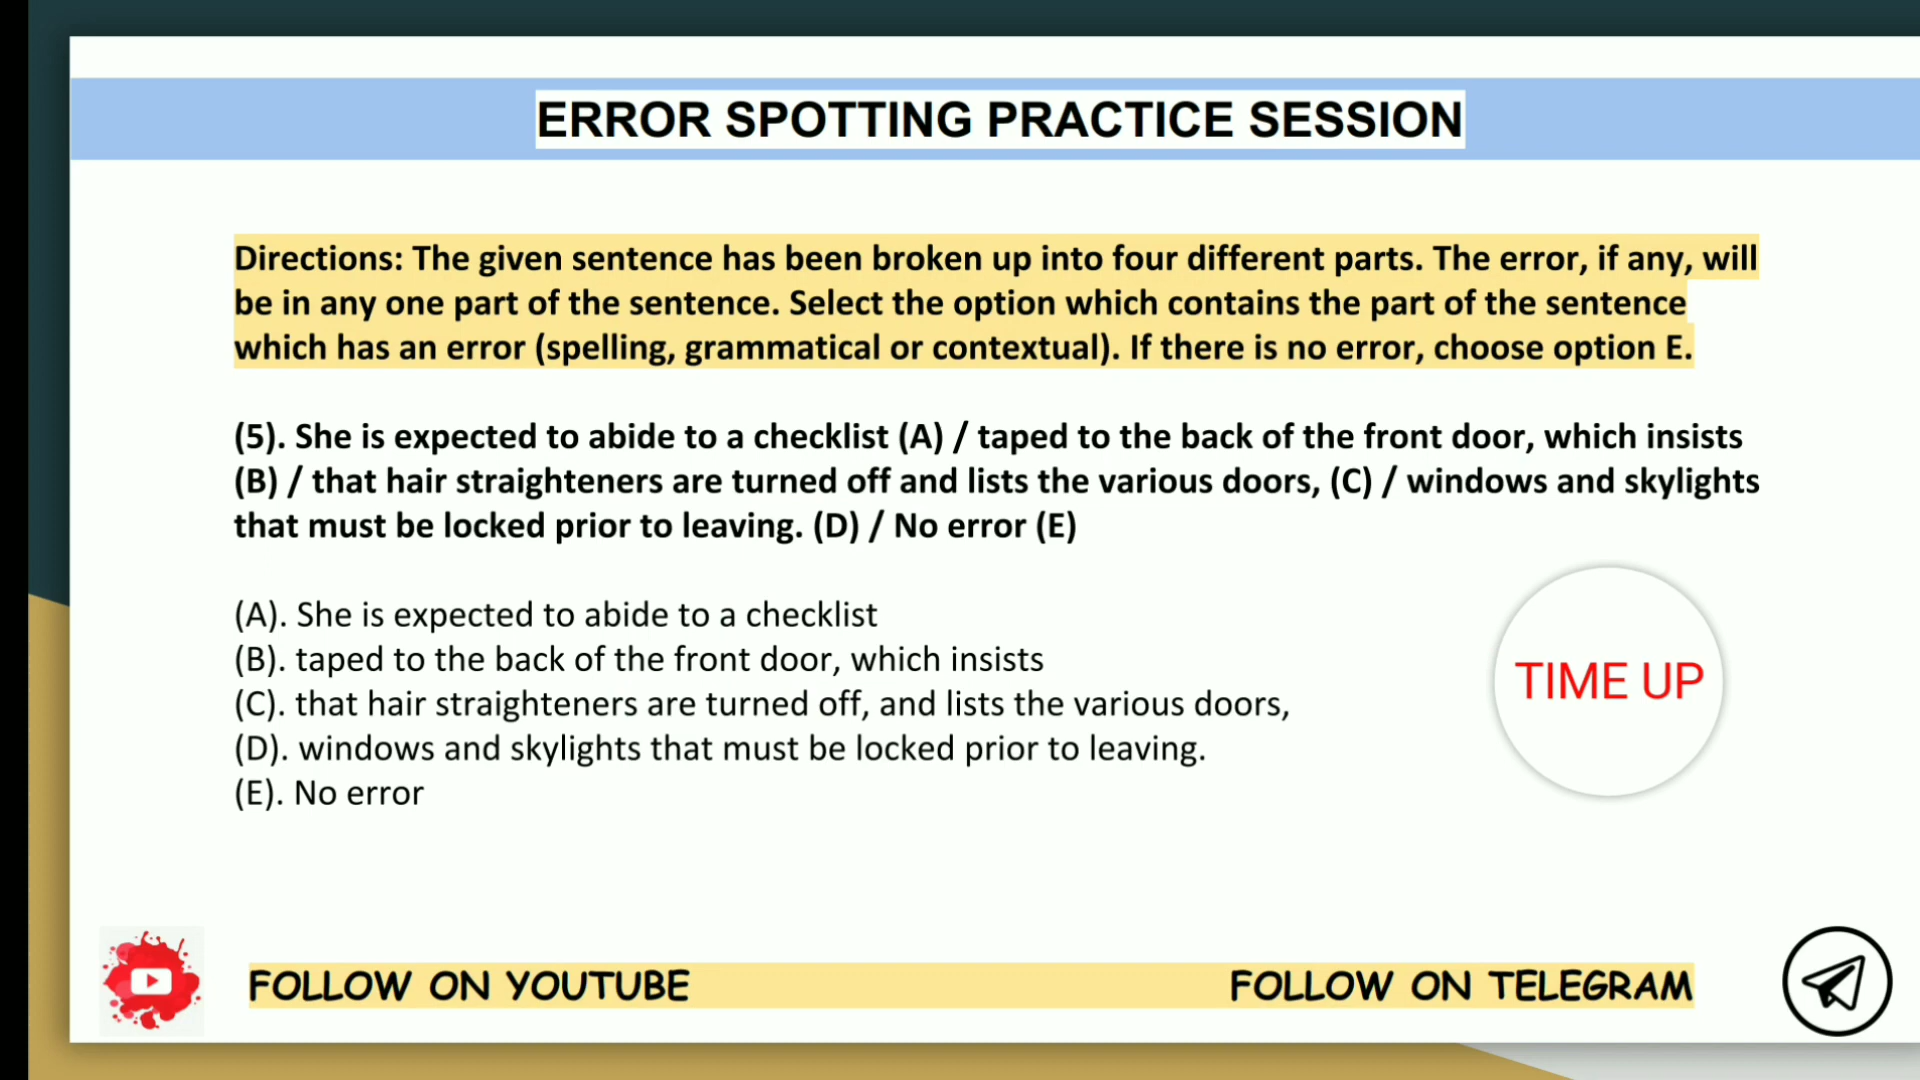 ERROR SPOTTING PRACTICE SESSION
Directions: The given sentence has been broken up into four different parts. The error, if any, will
be in any one part of the sentence. Select the option which contains the part of the sentence
which has an error (spelling, grammatical or contextual). If there is no error, choose option E.
(5). She is expected to abide to a checklist (A) / taped to the back of the front door, which insists
(B) / that hair straighteners are turned off and lists the various doors, (C) / windows and skylights
that must be locked prior to leaving. (D) / No error (E)
(A). She is expected to abide to a checklist
(B). taped to the back of the front door, which insists
(C). that hair straighteners are turned off, and lists the various doors,
(D). windows and skylights that must be locked prior to leaving.
(E). No error
TIME UP
FOLLOW ON YOUTUBE
FOLLOW ON TELEGRAM